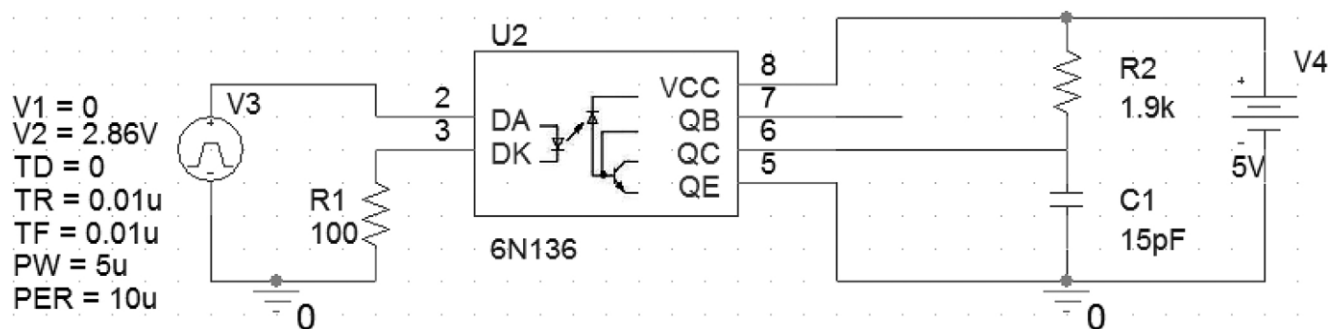 V1 = 0
V2 = 2.86V
TD = 0
TR = 0.01u
TF = 0.01u
PW = 5u
PER = 10u
V3
R1
100
0
U2
2
3
DA
DK
VCC
QB
QC
QE
8
7
6
5
6N136
R2
1.9k
C1
15pF
V4
5V
0